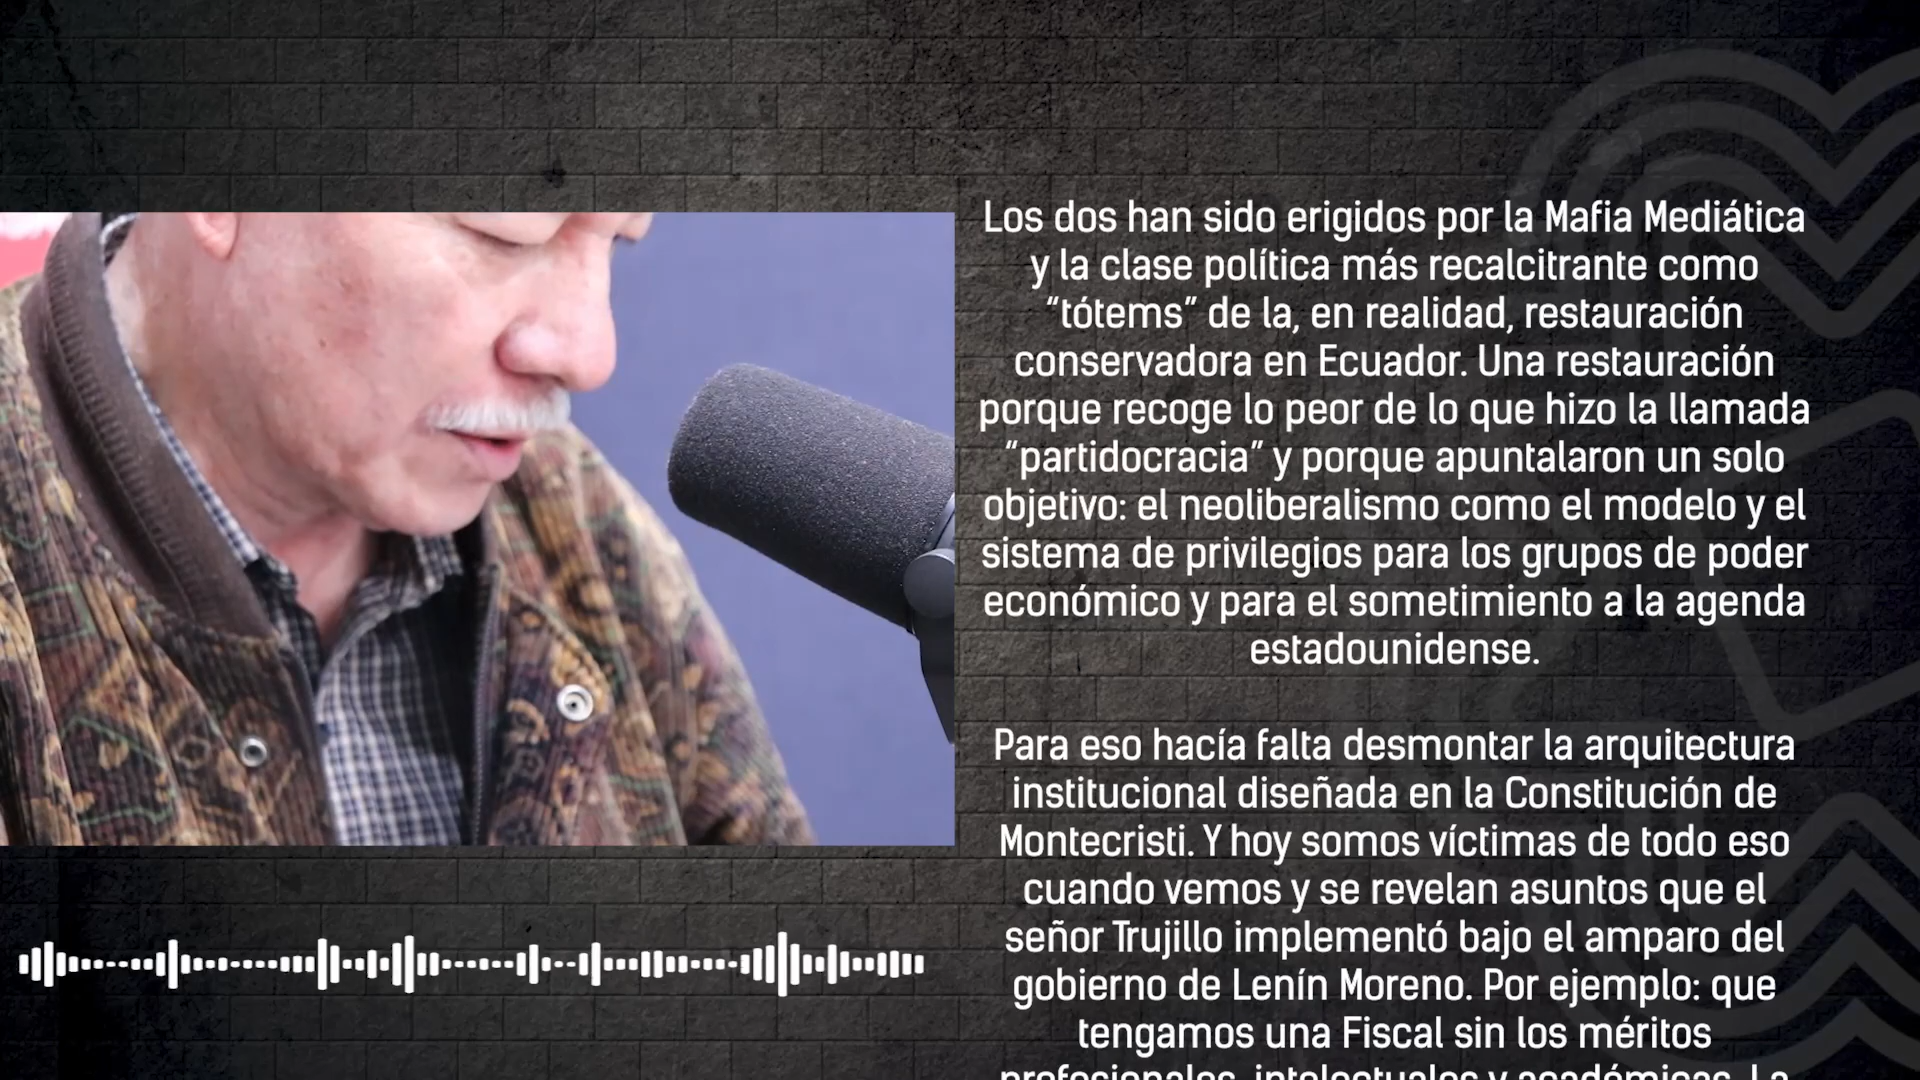 Los dos han sido erigidos por la Mafia Mediática
y la clase política más recalcitrante como
“tótems” de la, en realidad, restauración
conservadora en Ecuador. Una restauración
porque recoge lo peor de lo que hizo la llamada
“partidocracia” y porque apuntalaron un solo
objetivo: el neoliberalismo como el modelo y el
sistema de privilegios para los grupos de poder
económico y para el sometimiento a la agenda
estadounidense.
Para eso hacía falta desmontar la arquitectura
institucional diseñada en la Constitución de
Montecristi. Y hoy somos víctimas de todo eso
cuando vemos y se revelan asuntos que el
señor Trujillo implementó bajo el amparo del
gobierno de Lenín Moreno. Por ejemplo: que
tengamos una Fiscal sin los méritos
profesionales, intelectuales y académicos. La